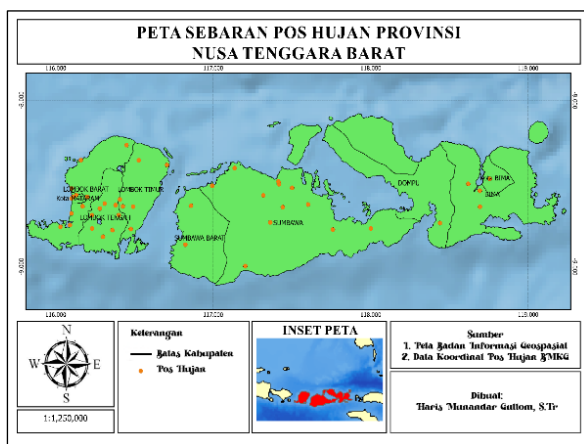 PETA SEBARAN POS HUJAN PROVINSI
NUSA TENGGARA BARAT
116.000 117.000 118.000 119.000
LOMBOK BARAT
LOMBOK TIMUR
Kota MATARAM
LOMBOK TENGAH
SUMBAWA BARAT
SUMBAWA
DOMPU
BIMA
BIMA
-9.000
116.000 117.000 118.000 119.000
N
W E
S
1:1,250,000
Keterangan
Batas Kabupaten
Pos Hujan
INSET PETA
Sumber
1. Peta Badan Informasi Geospasial
2. Data Koordinat Pos Hujan BMKG
Dibuat:
Haris Munandar Gultom, S.Tr